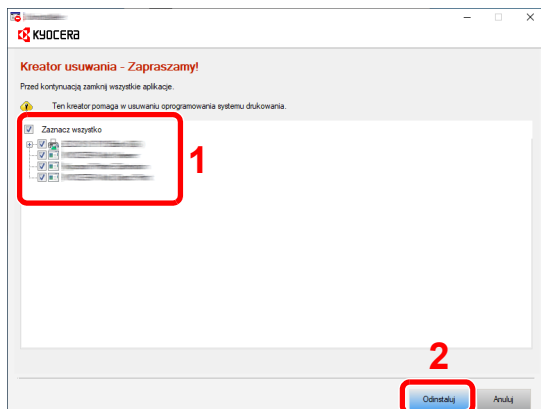 KYOCERA
Kreator usuwania - Zapraszamy!
Przed kontynuacją zamknij wszystkie aplikacje.
Ten kreator pomaga w usuwaniu oprogramowania systemu drukowania.
Zaznacz wszystko
1
2
Odinstaluj Anuluj